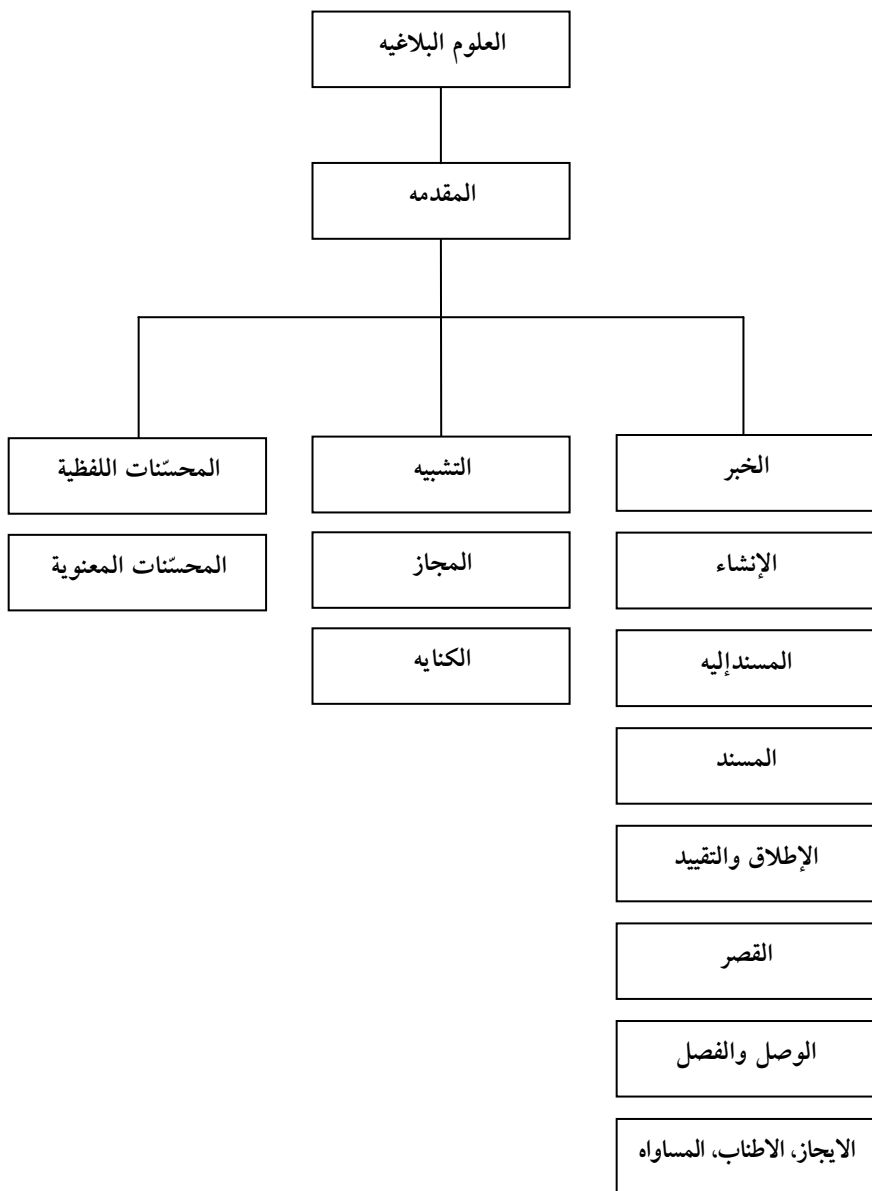 العلوم البلاغيه
المقدمه
الخبر
الإنشاء
المسندإليه
المسند
الإطلاق والتقييد
القصر
الوصل والفصل
الايجاز، الاطناب، المساواه
التشبيه
المجاز
الكنايه
المحسّنات اللفظية
المحسّنات المعنوية